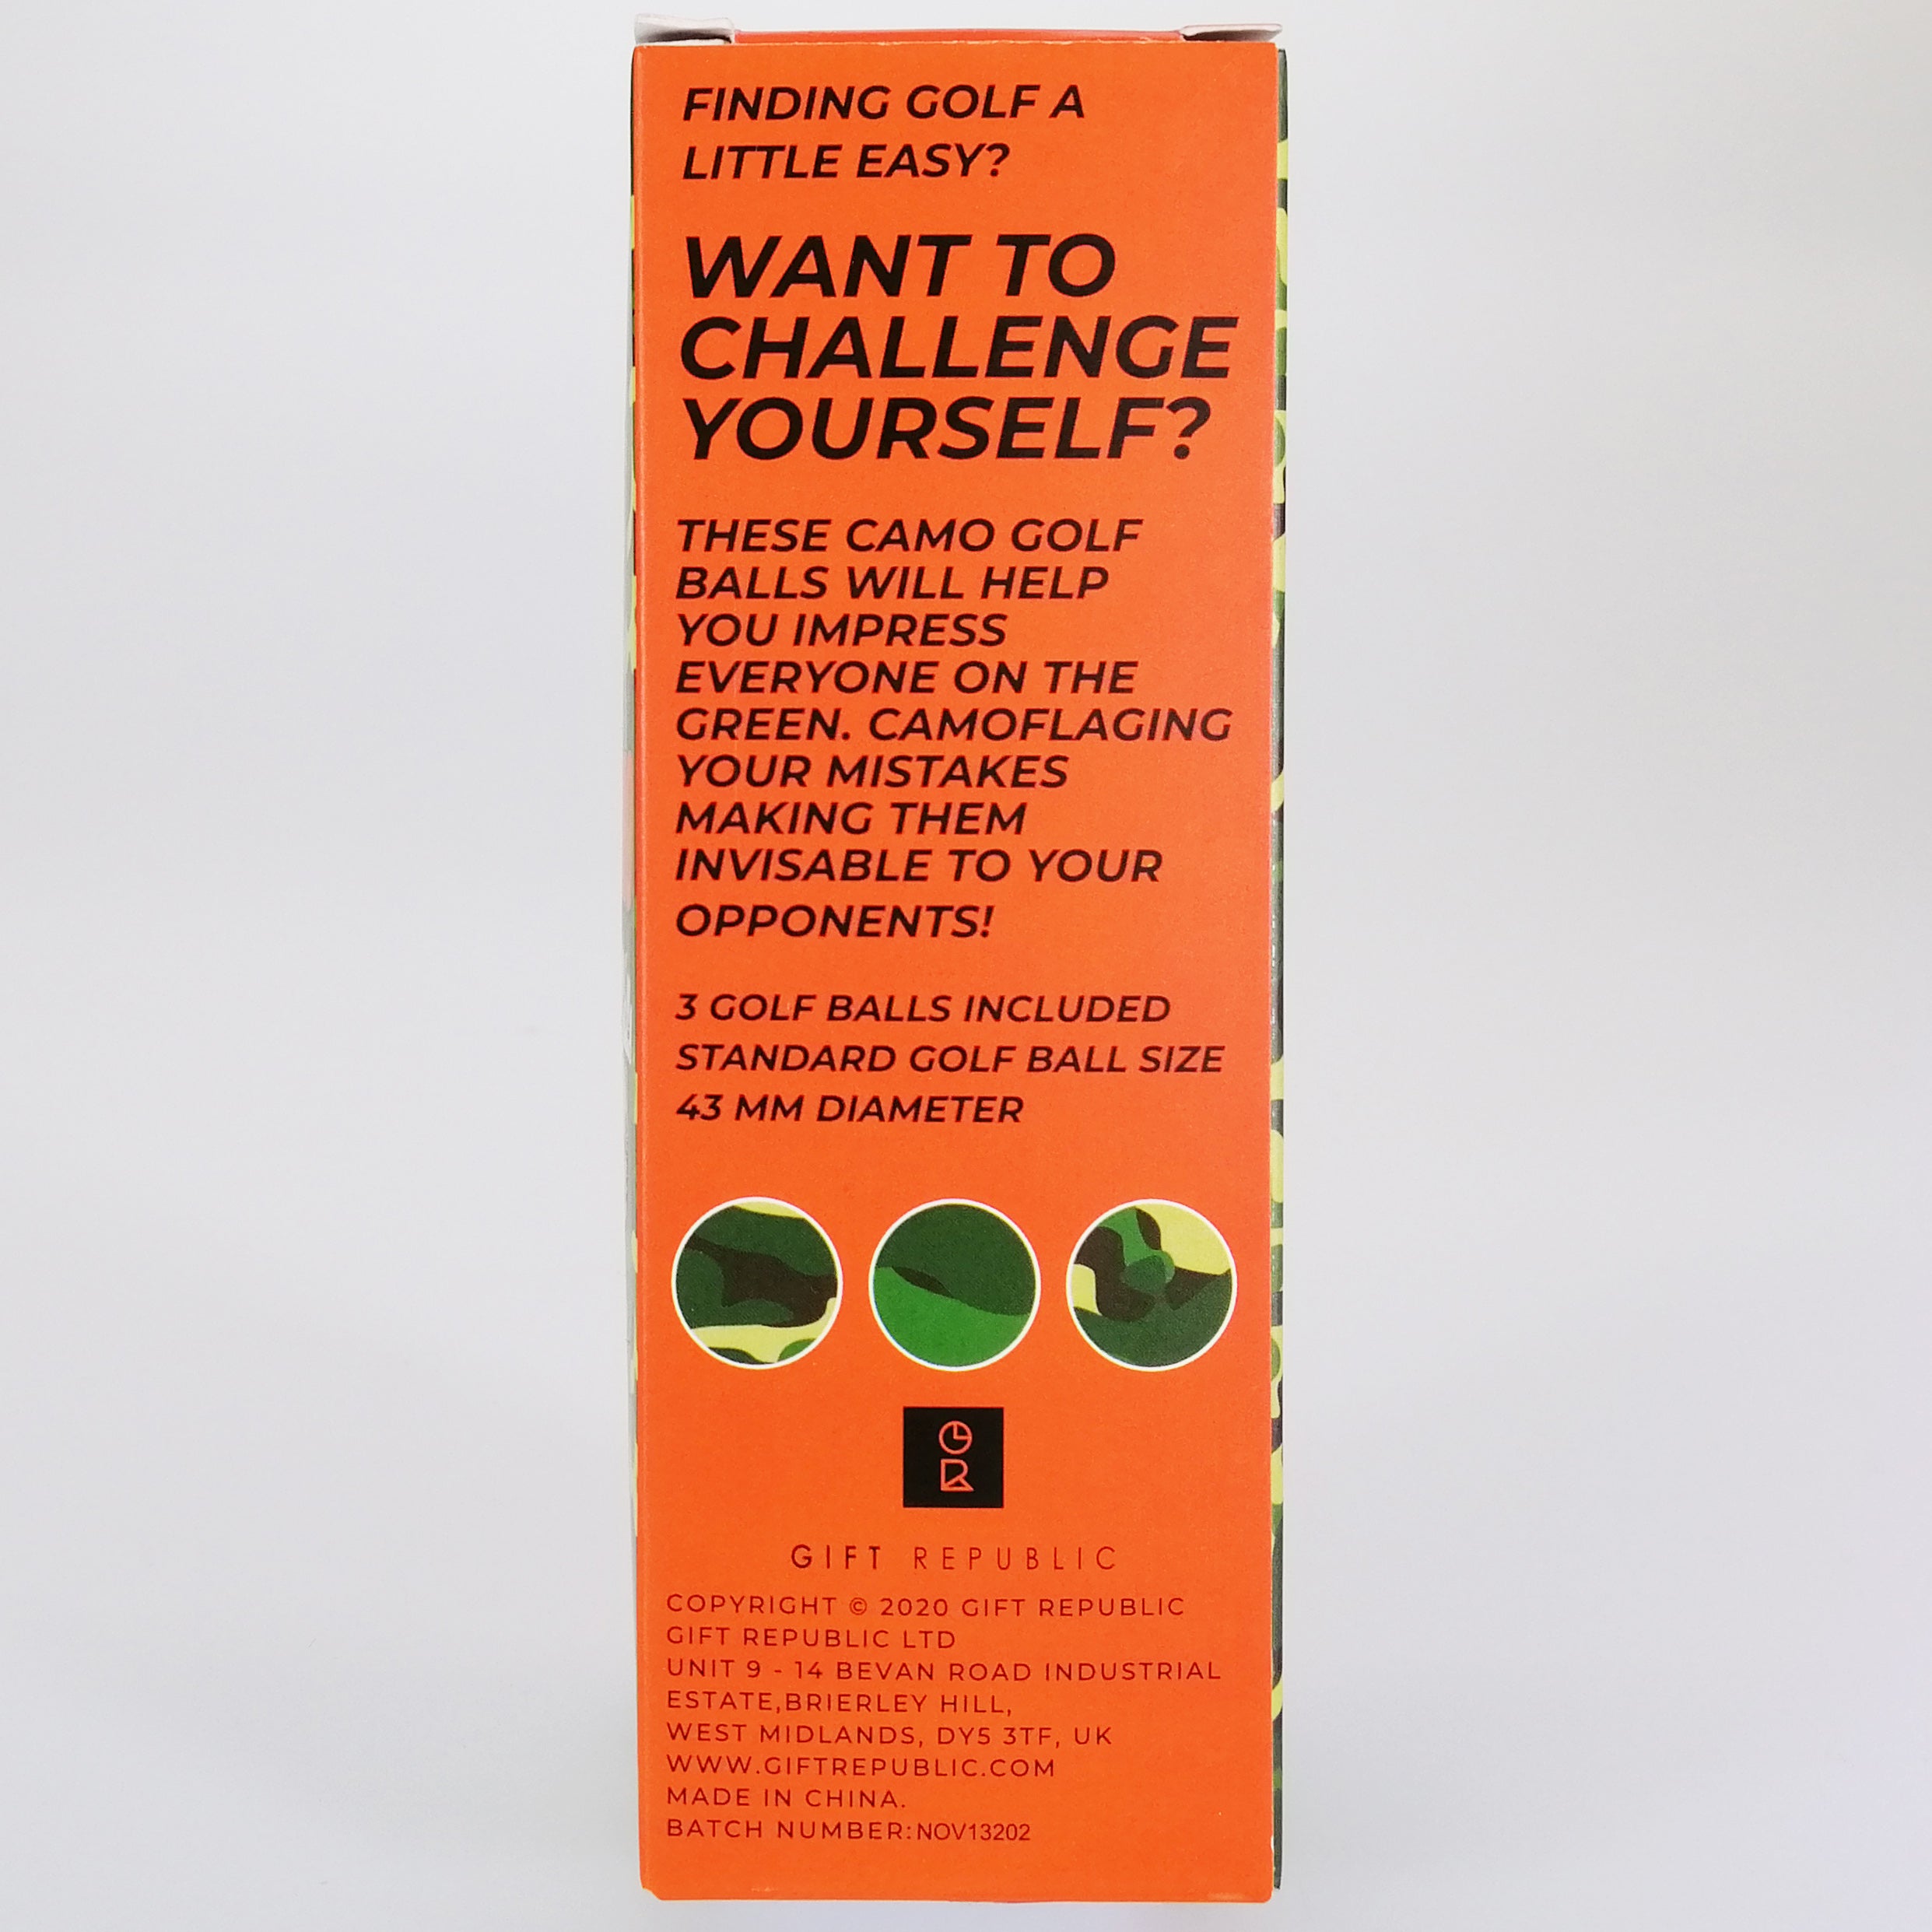 FINDING GOLF A
LITTLE EASY?
WANT TO
CHALLENGE
YOURSELF?
THESE CAMO GOLF
BALLS WILL HELP
YOU IMPRESS
EVERYONE ON THE
GREEN. CAMOFLAGING
YOUR MISTAKES
MAKING THEM
INVISABLE TO YOUR
OPPONENTS!
3 GOLF BALLS INCLUDED
STANDARD GOLF BALL SIZE
43 MM DIAMETER
GIFT REPUBLIC
COPYRIGHT © 2020 GIFT REPUBLIC
GIFT REPUBLIC LTD
UNIT 9 - 14 BEVAN ROAD INDUSTRIAL
ESTATE,BRIERLEY HILL,
WEST MIDLANDS, DY5 3TF, UK
WWW.GIFTREPUBLIC.COM
MADE IN CHINA.
BATCH NUMBER:NOV13202